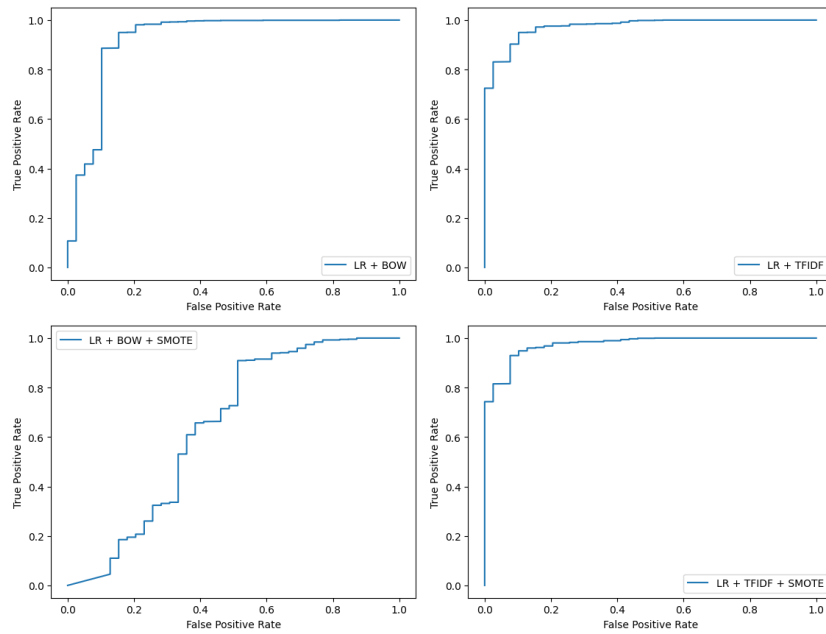 1.0
0.8
0.6
0.4
0.2
0.0
True Positive Rate
0.0 0.2 0.4 0.6 0.8 1.0
False Positive Rate
LR + BOW
1.0
0.8
0.6
0.4
0.2
0.0
True Positive Rate
0.0 0.2 0.4 0.6 0.8 1.0
False Positive Rate
LR + TFIDF
1.0
0.8
0.6
0.4
0.2
0.0
True Positive Rate
0.0 0.2 0.4 0.6 0.8 1.0
False Positive Rate
LR + BOW + SMOTE
1.0
0.8
0.6
0.4
0.2
0.0
True Positive Rate
0.0 0.2 0.4 0.6 0.8 1.0
False Positive Rate
LR + TFIDF + SMOTE